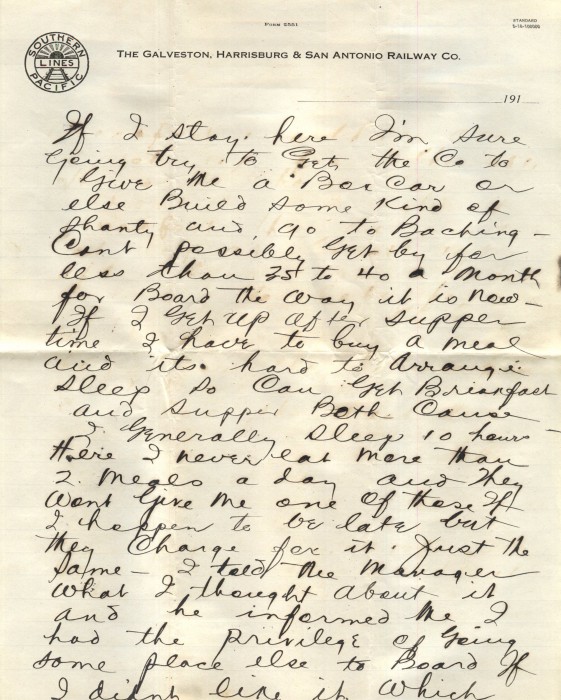 FORM 2551
STANDARD
SOUTHERN
LINES
PACIFIC
THE GALVESTON, HARRISBURG & SAN ANTONIO RAILWAY CO.
191
If I stay here I'm sure
going try to Get the Co to
Give me a Box Car or
else Build some Kind of
shanty and go to Baching -
Cant possibly Get by for
less than 35 to 40 a Month
for Board the way it is now -
If I Get up after supper
time I have to buy a meal
and its hard to Arrange
sleep so Can Get Breakfast
and supper Both Cause
I Generally sleep 10 hours -
Here I never eat more than
2 Meals a day and They
Wont Give Me one of those If
I happen to be late but
they Charge for it Just the
Same - I told the Manager
what I thought about it
and he informed Me I
had the privilege of Going
some place else to Board If
I didnt like it Which